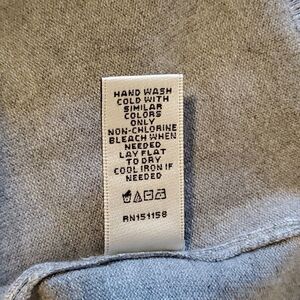 HAND WASH
COLD WITH
SIMILAR
COLORS
ONLY
NON-CHLORINE
BLEACH WHEN
NEEDED
LAY FLAT
TO DRY
COOL IRON IF
NEEDED
RN151158